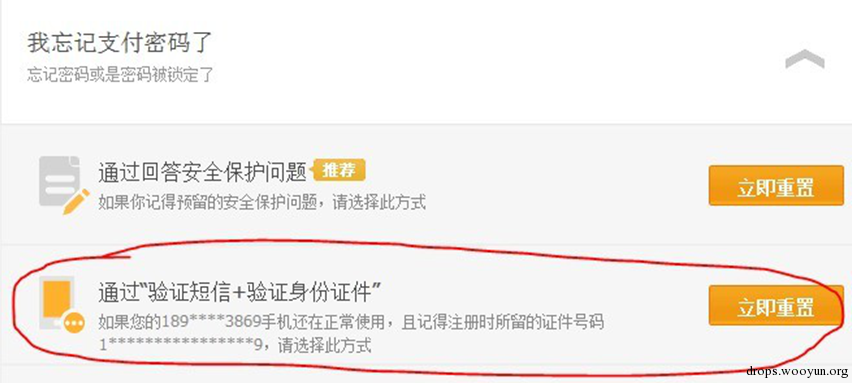 我忘记支付密码了
忘记密码或是密码被锁定了
通过回答安全保护问题 推荐
如果你记得预留的安全保护问题，请选择此方式
立即重置
通过“验证短信+验证身份证件”
如果您的189****3869手机还在正常使用，且记得注册时所留的证件号码
1****************9，请选择此方式
立即重置
drops.wooyun.org